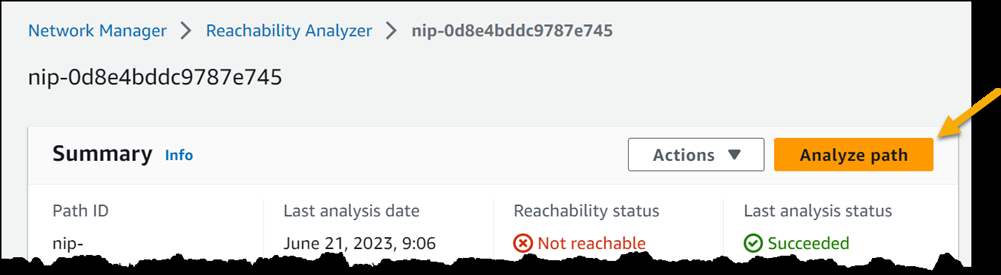 Network Manager > Reachability Analyzer > nip-0d8e4bddc9787e745
nip-0d8e4bddc9787e745
Summary Info Actions ▼ Analyze path
Path ID Last analysis date Reachability status Last analysis status
nip- June 21, 2023, 9:06 Not reachable Succeeded